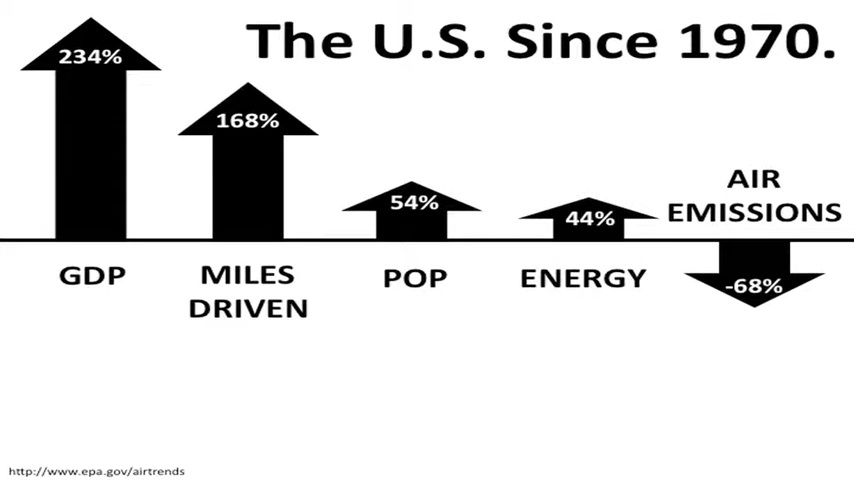 The U.S. Since 1970.
234%
168%
54%
44%
AIR
EMISSIONS
GDP
MILES
DRIVEN
POP
ENERGY
-68%
http://www.epa.gov/airtrends